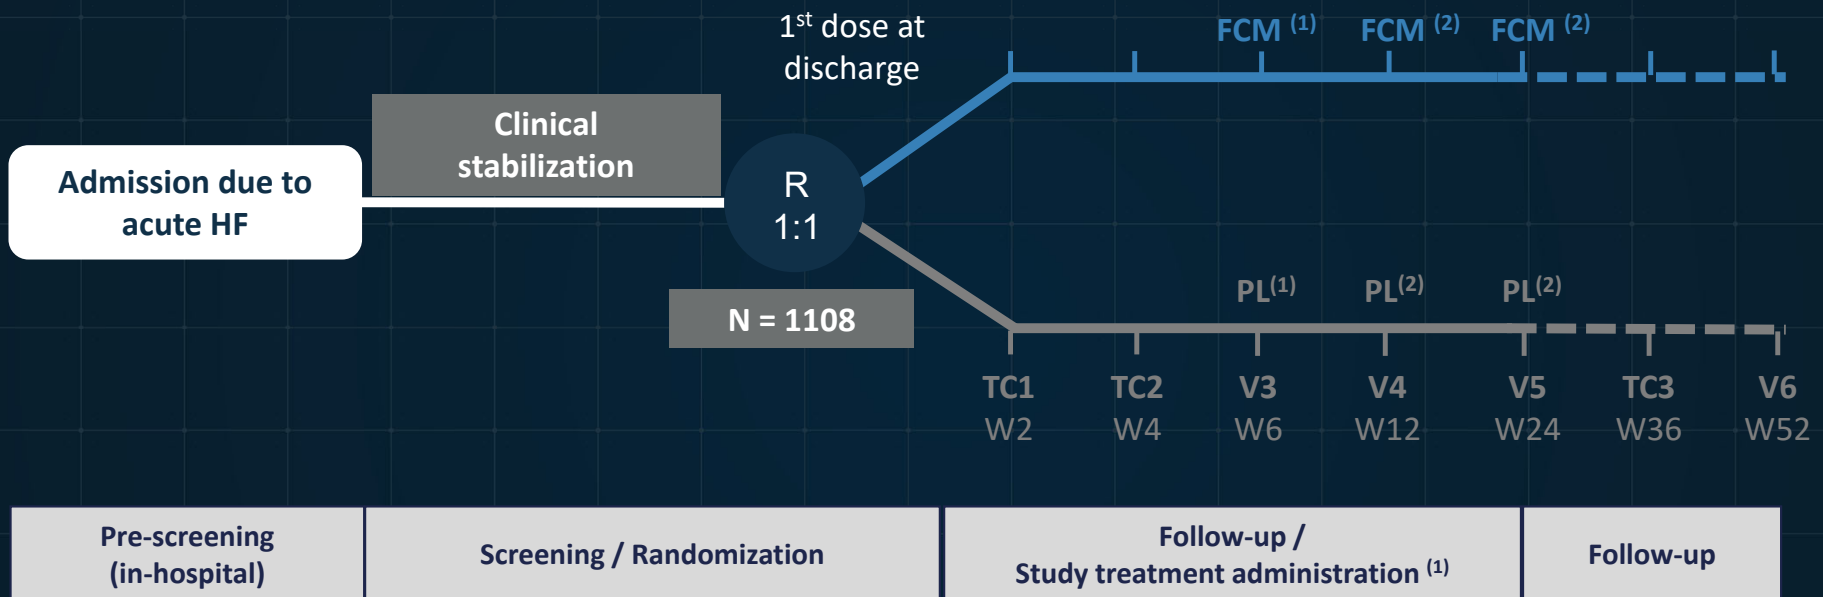 1st dose at
discharge
FCM (1)
FCM (2)
FCM (2)
Clinical
stabilization
Admission due to
acute HF
R
1:1
N = 1108
PL(1)
PL(2)
PL(2)
TC1
W2
TC2
W4
V3
W6
V4
W12
V5
W24
TC3
W36
V6
W52
Pre-screening
(in-hospital)
Screening / Randomization
Follow-up /
Study treatment administration (1)
Follow-up